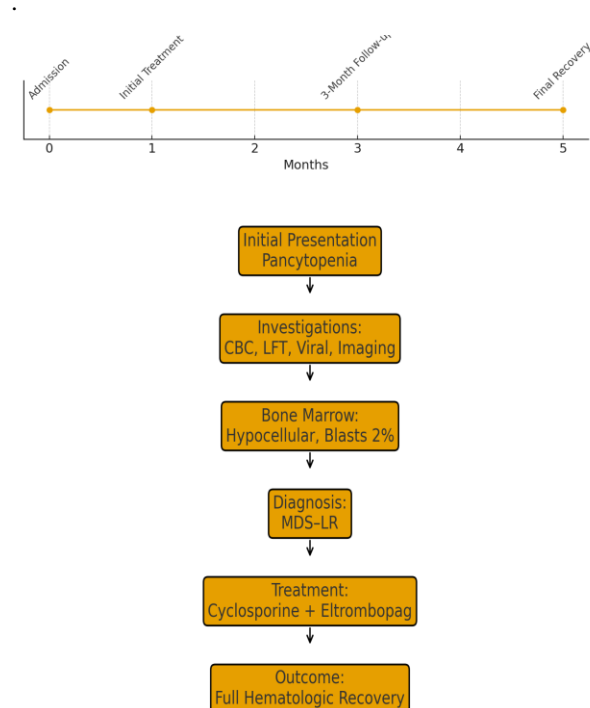 .
Admission
Initial Treatment
3-Month Follow-up
Final Recovery
0 1 2 3 4 5
Months
Initial Presentation
Pancytopenia
Investigations:
CBC, LFT, Viral, Imaging
Bone Marrow:
Hypocellular, Blasts 2%
Diagnosis:
MDS–LR
Treatment:
Cyclosporine + Eltrombopag
Outcome:
Full Hematologic Recovery